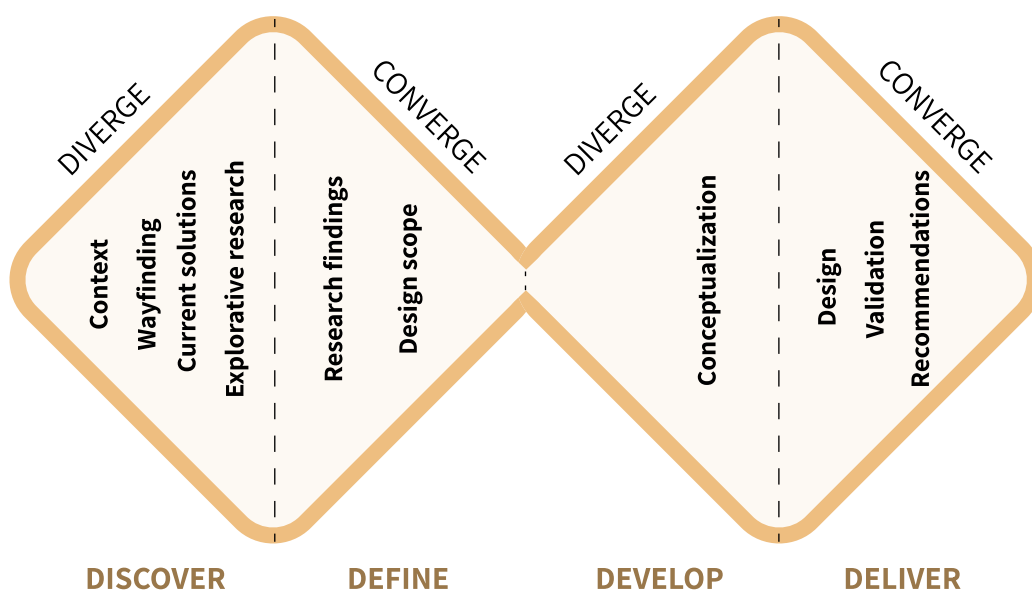 DIVERGE
CONVERGE
DIVERGE
CONVERGE
Context
Wayfinding
Current solutions
Explorative research
Research findings
Design scope
Conceptualization
Design
Validation
Recommendations
DISCOVER
DEFINE
DEVELOP
DELIVER